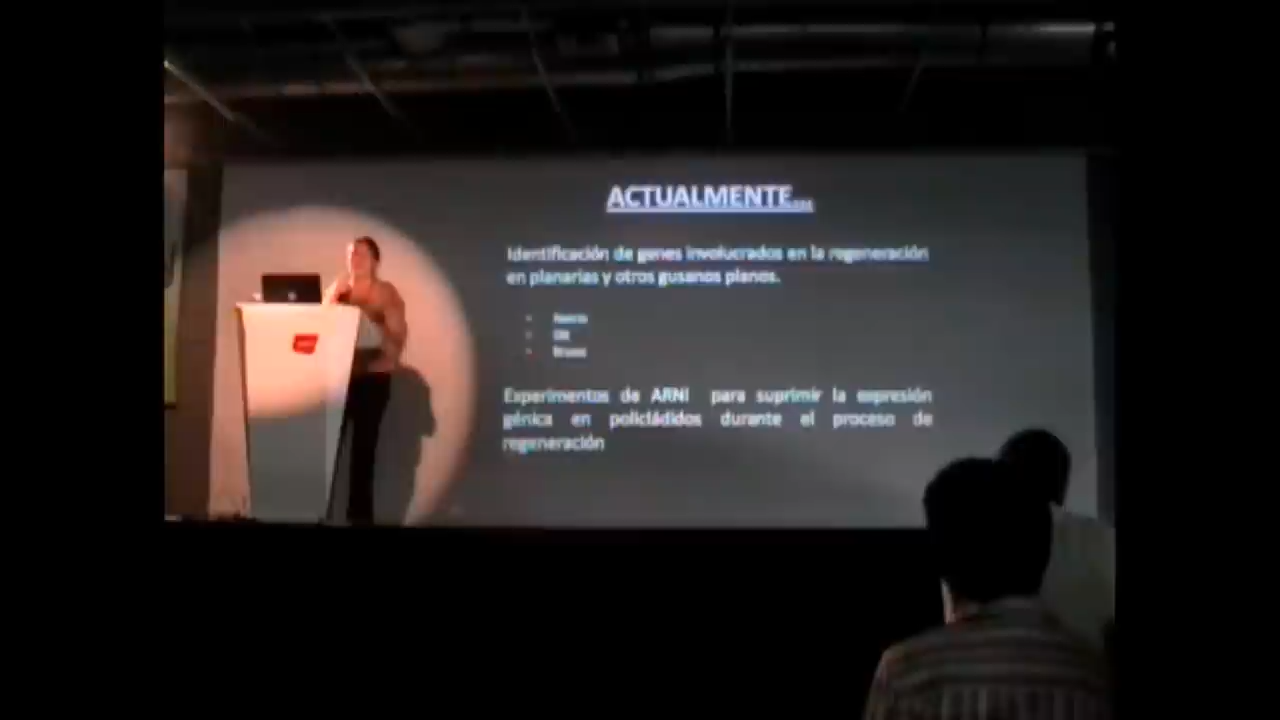 ACTUALMENTE...
Identificación de genes involucrados en la regeneración
en planarias y otros gusanos planos.
Experimentos de ARNi para suprimir la expresión
génica en policládidos durante el proceso de
regeneración